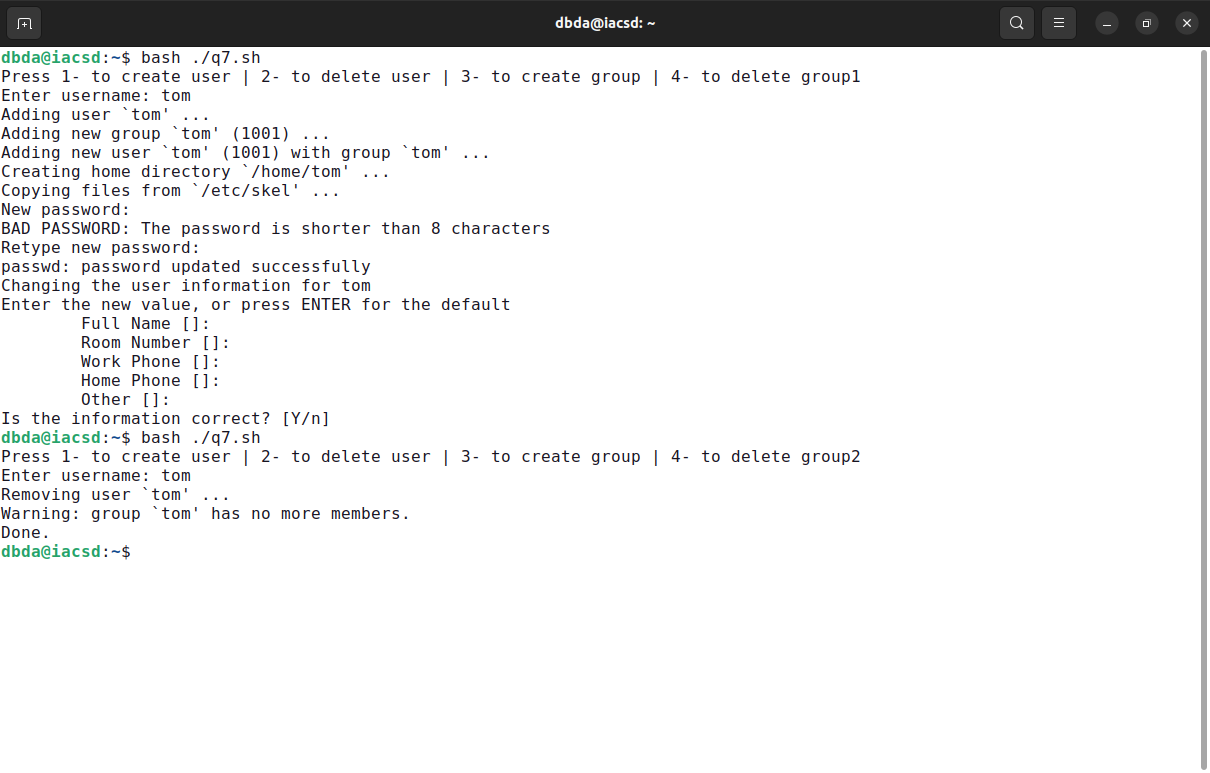 dbda@iacsd: ~
dbda@iacsd:~$ bash ./q7.sh
Press 1- to create user | 2- to delete user | 3- to create group | 4- to delete group1
Enter username: tom
Adding user `tom' ...
Adding new group `tom' (1001) ...
Adding new user `tom' (1001) with group `tom' ...
Creating home directory `/home/tom' ...
Copying files from `/etc/skel' ...
New password:
BAD PASSWORD: The password is shorter than 8 characters
Retype new password:
passwd: password updated successfully
Changing the user information for tom
Enter the new value, or press ENTER for the default
        Full Name []:
        Room Number []:
        Work Phone []:
        Home Phone []:
        Other []:
Is the information correct? [Y/n]
dbda@iacsd:~$ bash ./q7.sh
Press 1- to create user | 2- to delete user | 3- to create group | 4- to delete group2
Enter username: tom
Removing user `tom' ...
Warning: group `tom' has no more members.
Done.
dbda@iacsd:~$